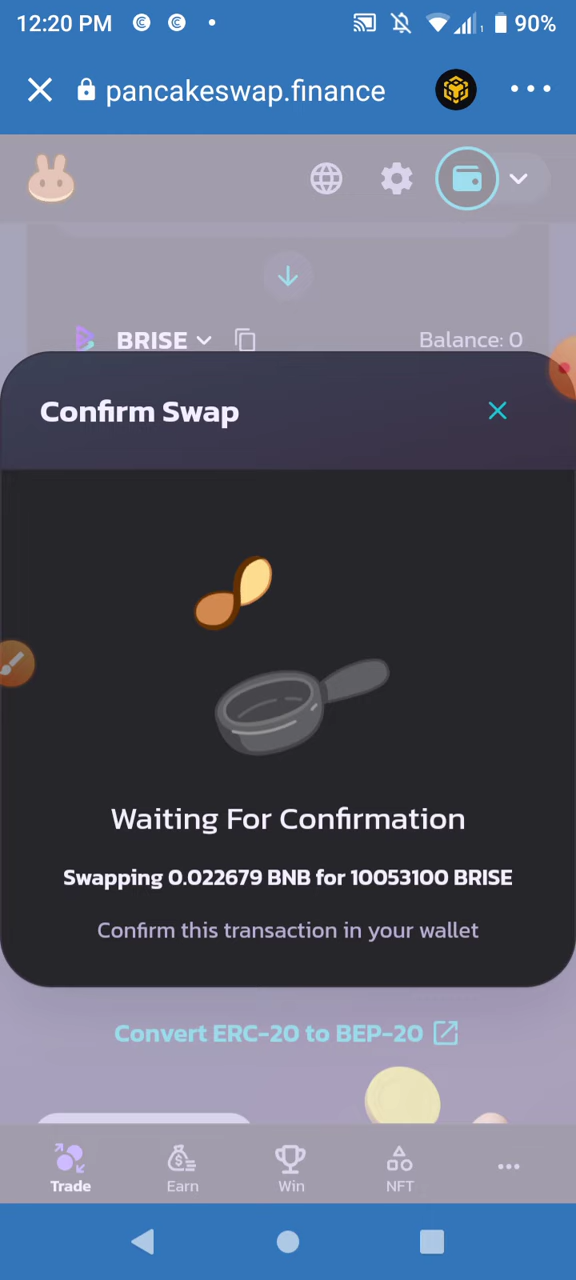 12:20 PM
90%
pancakeswap.finance
BRISE
Balance: 0
Confirm Swap
Waiting For Confirmation
Swapping 0.022679 BNB for 10053100 BRISE
Confirm this transaction in your wallet
Convert ERC-20 to BEP-20
Trade
Earn
Win
NFT